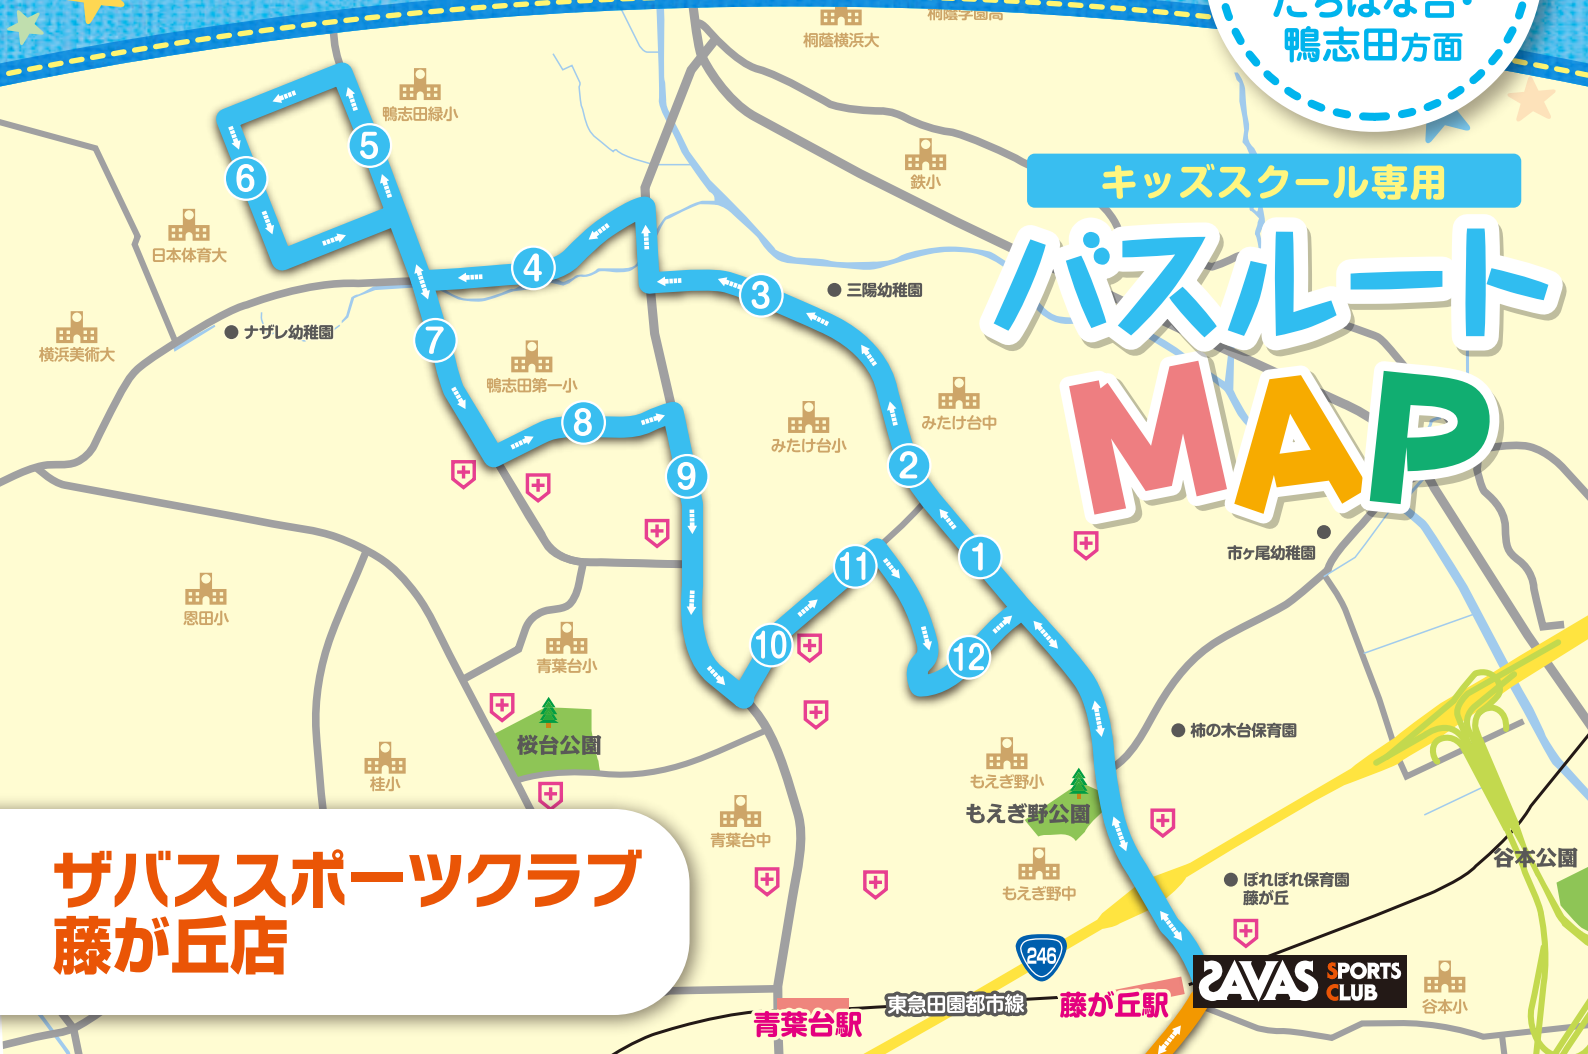 たちばな台・
鴨志田方面
キッズスクール専用
バスルート
MAP
桐蔭学園高
桐蔭横浜大
鴨志田緑小
鉄小
日本体育大
三陽幼稚園
ナザレ幼稚園
横浜美術大
鴨志田第一小
みたけ台中
みたけ台小
市ヶ尾幼稚園
恩田小
青葉台小
桜台公園
柿の木台保育園
桂小
もえぎ野小
もえぎ野公園
青葉台中
もえぎ野中
ぽれぽれ保育園
藤が丘
谷本公園
谷本小
5
6
4
3
7
8
9
2
1
11
10
12
246
ザバススポーツクラブ
藤が丘店
SAVAS SPORTS
CLUB
東急田園都市線
藤が丘駅
青葉台駅